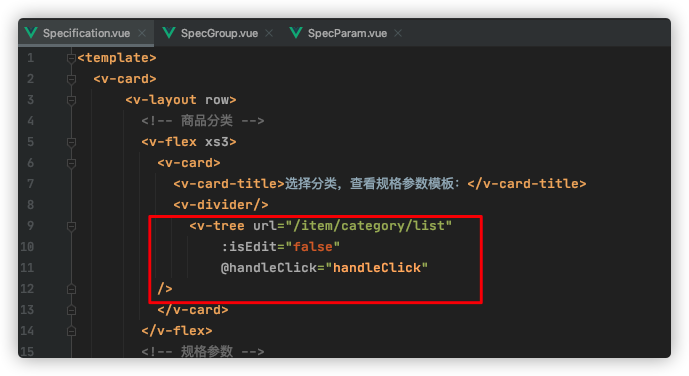 Specification.vue SpecGroup.vue SpecParam.vue
1 <template>
2 <v-card>
3 <v-layout row>
4 <!-- 商品分类 -->
5 <v-flex xs3>
6 <v-card>
7 <v-card-title>选择分类，查看规格参数模板：</v-card-title>
8 <v-divider/>
9 <v-tree url="/item/category/list"
10 :isEdit="false"
11 @handleClick="handleClick"
12 />
13 </v-card>
14 </v-flex>
15 <!-- 规格参数 -->